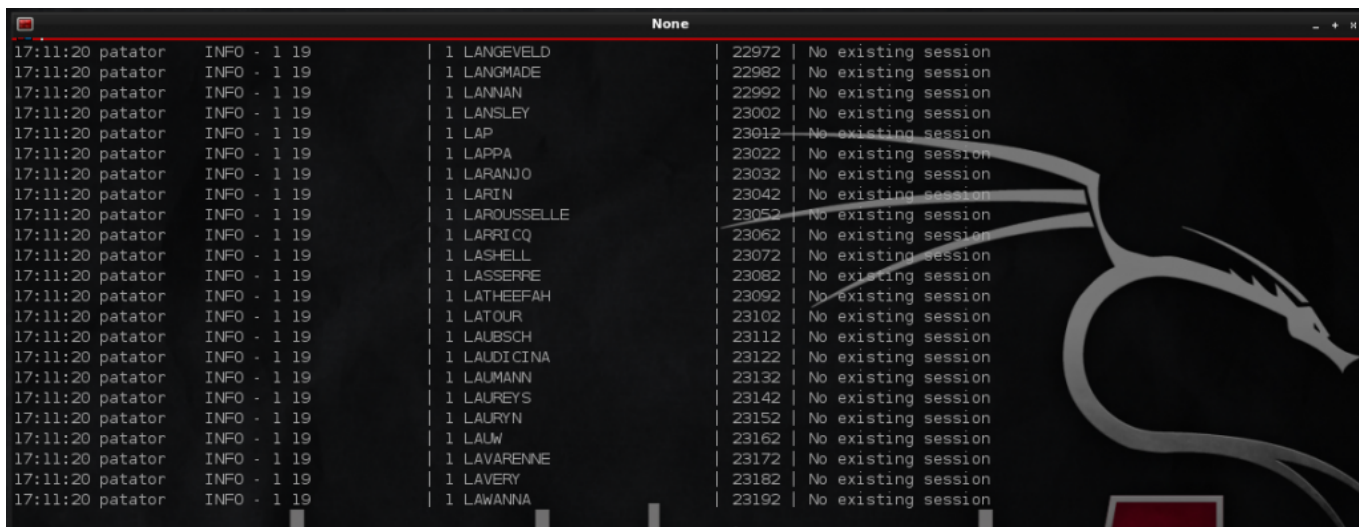 None
17:11:20 patator INFO - 1 19 | 1 LANGEVELD | 22972 | No existing session
17:11:20 patator INFO - 1 19 | 1 LANGMADE | 22982 | No existing session
17:11:20 patator INFO - 1 19 | 1 LANNAN | 22992 | No existing session
17:11:20 patator INFO - 1 19 | 1 LANSLEY | 23002 | No existing session
17:11:20 patator INFO - 1 19 | 1 LAP | 23012 | No existing session
17:11:20 patator INFO - 1 19 | 1 LAPPA | 23022 | No existing session
17:11:20 patator INFO - 1 19 | 1 LARANJO | 23032 | No existing session
17:11:20 patator INFO - 1 19 | 1 LARIN | 23042 | No existing session
17:11:20 patator INFO - 1 19 | 1 LAROUSSELLE | 23052 | No existing session
17:11:20 patator INFO - 1 19 | 1 LARRICQ | 23062 | No existing session
17:11:20 patator INFO - 1 19 | 1 LASHELL | 23072 | No existing session
17:11:20 patator INFO - 1 19 | 1 LASSERRE | 23082 | No existing session
17:11:20 patator INFO - 1 19 | 1 LATHEEFAH | 23092 | No existing session
17:11:20 patator INFO - 1 19 | 1 LATOUR | 23102 | No existing session
17:11:20 patator INFO - 1 19 | 1 LAUBSCH | 23112 | No existing session
17:11:20 patator INFO - 1 19 | 1 LAUDICINA | 23122 | No existing session
17:11:20 patator INFO - 1 19 | 1 LAUMANN | 23132 | No existing session
17:11:20 patator INFO - 1 19 | 1 LAUREYS | 23142 | No existing session
17:11:20 patator INFO - 1 19 | 1 LAURYN | 23152 | No existing session
17:11:20 patator INFO - 1 19 | 1 LAUW | 23162 | No existing session
17:11:20 patator INFO - 1 19 | 1 LAVARENNE | 23172 | No existing session
17:11:20 patator INFO - 1 19 | 1 LAVERY | 23182 | No existing session
17:11:20 patator INFO - 1 19 | 1 LAWANNA | 23192 | No existing session